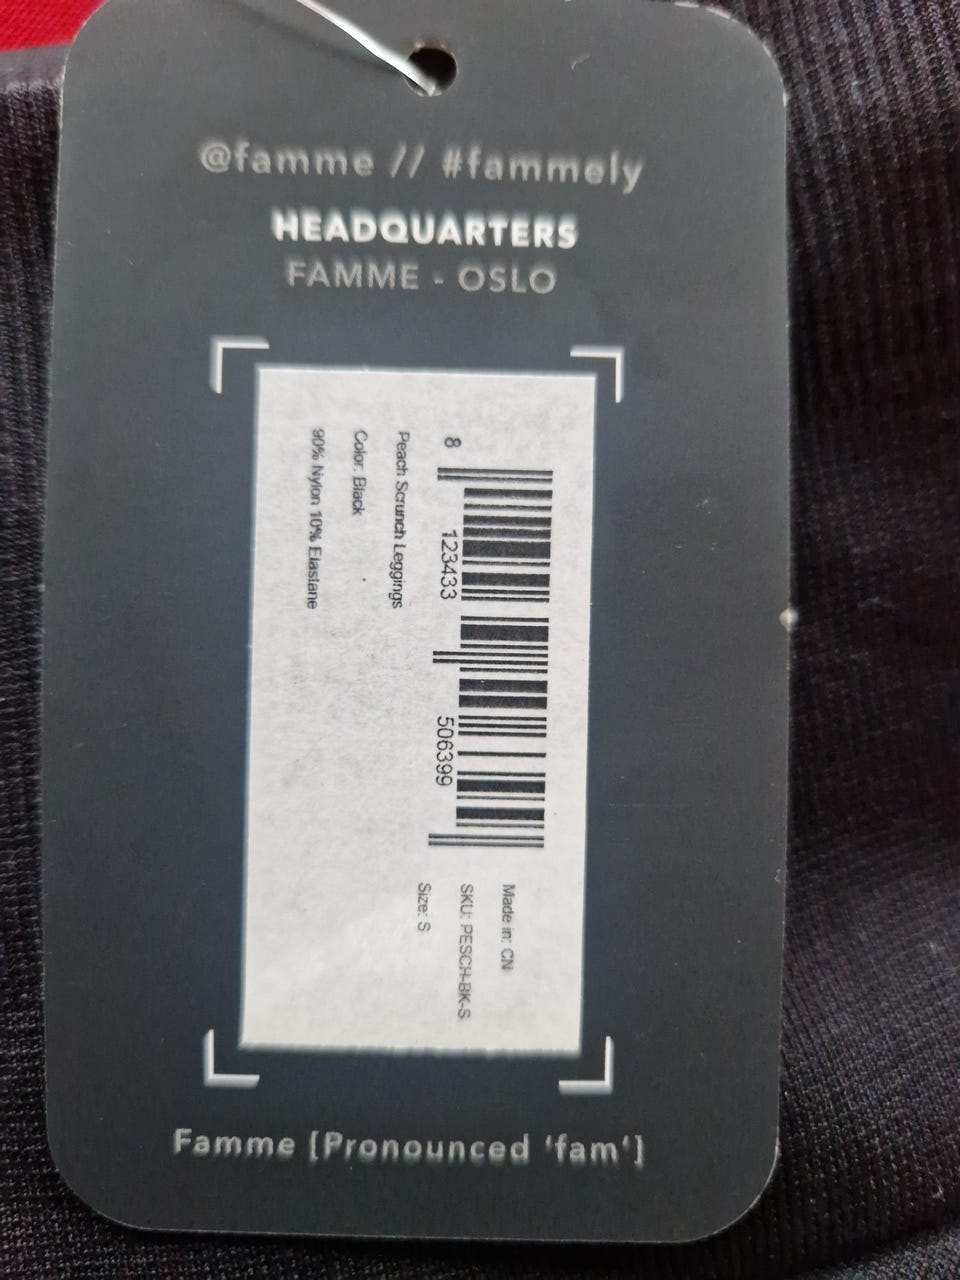 @famme // #fammely
HEADQUARTERS
FAMME - OSLO
Made in: CN
SKU: PESCH-BK-S
Size: S
8 123433 506399
Peach Scrunch Leggings
Color: Black
90% Nylon 10% Elastane
Famme [Pronounced ‘fam‘]